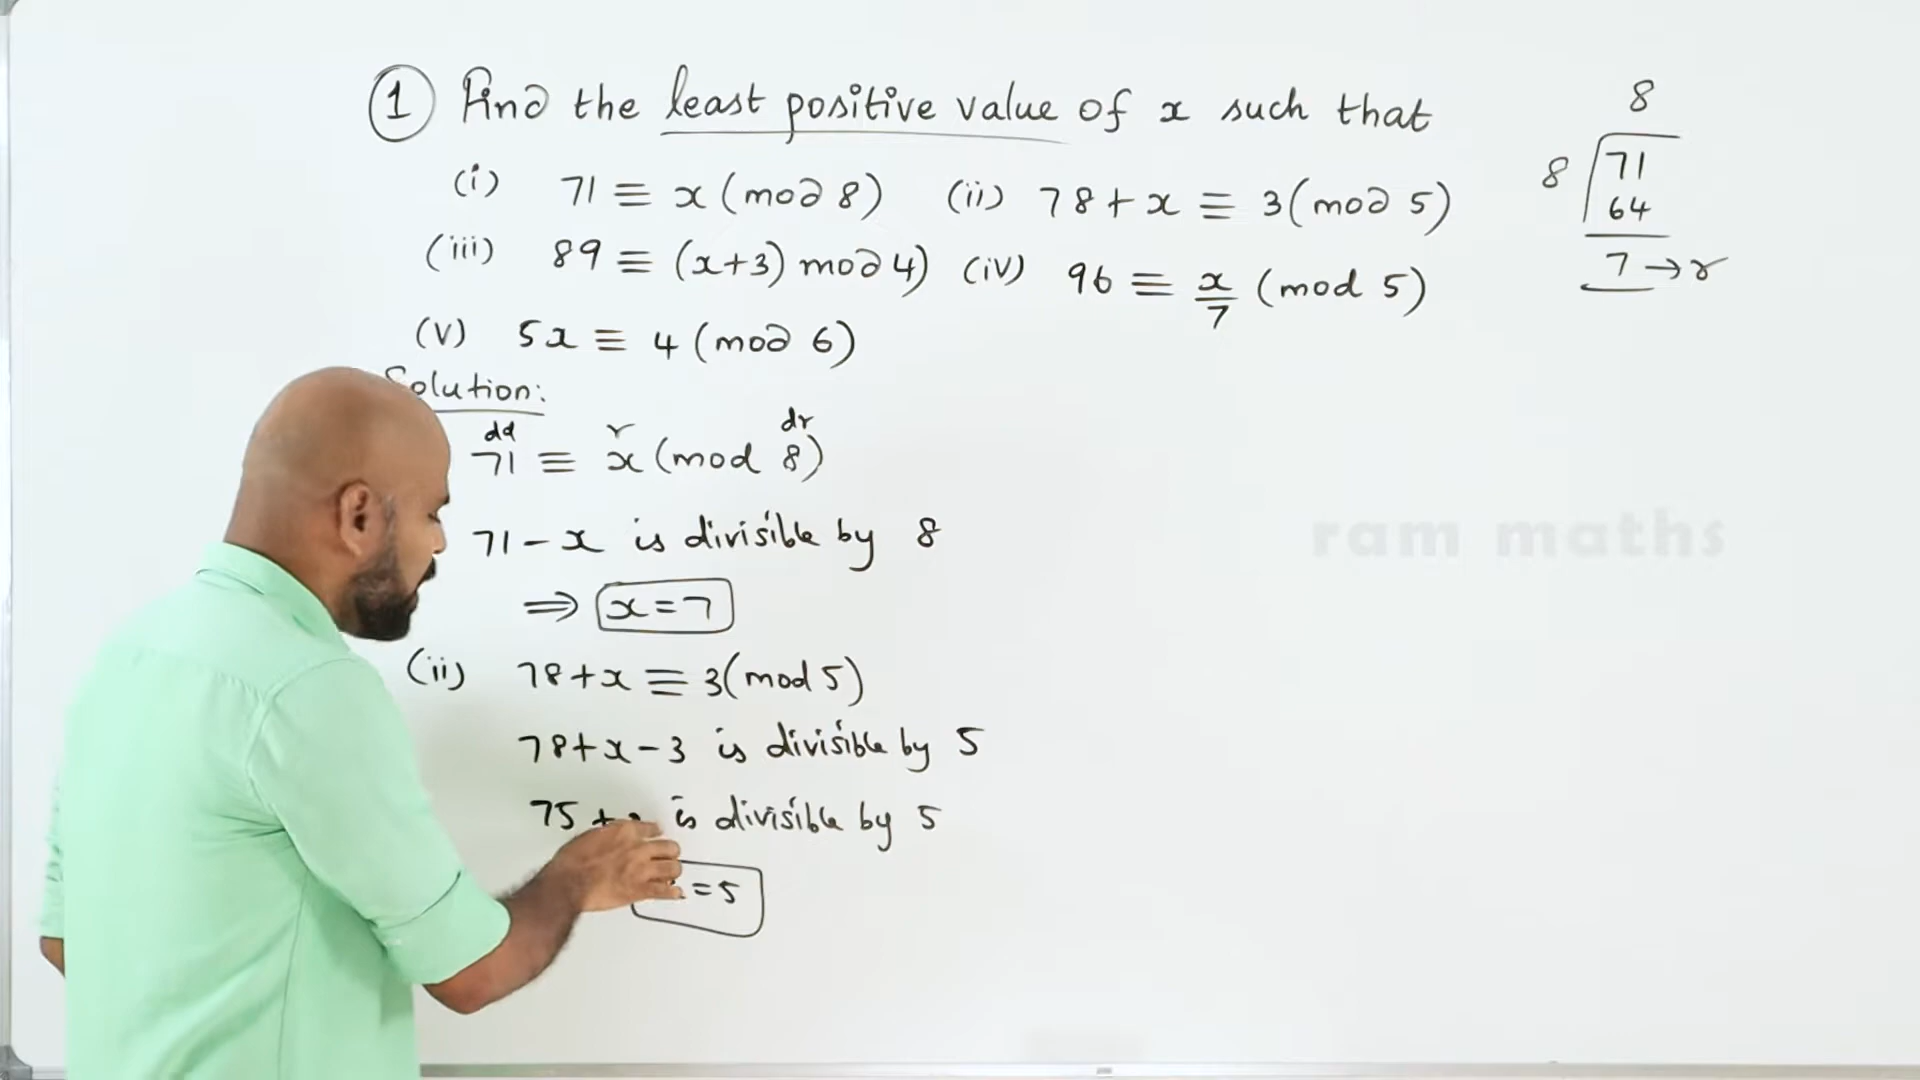 1 Find the least positive value of x such that
(i) 71 ≡ x (mod 8) (ii) 78+x ≡ 3(mod 5)
(iii) 89 ≡ (x+3) mod 4) (iv) 96 ≡ x/7 (mod 5)
(v) 5x ≡ 4 (mod 6)
8
8 71
64
7 → r
Solution:
dd r dr
71 ≡ x (mod 8)
71 – x is divisible by 8
⇒ x = 7
(ii) 78+x ≡ 3(mod 5)
78+x – 3 is divisible by 5
75 + is divisible by 5
= 5
ram maths